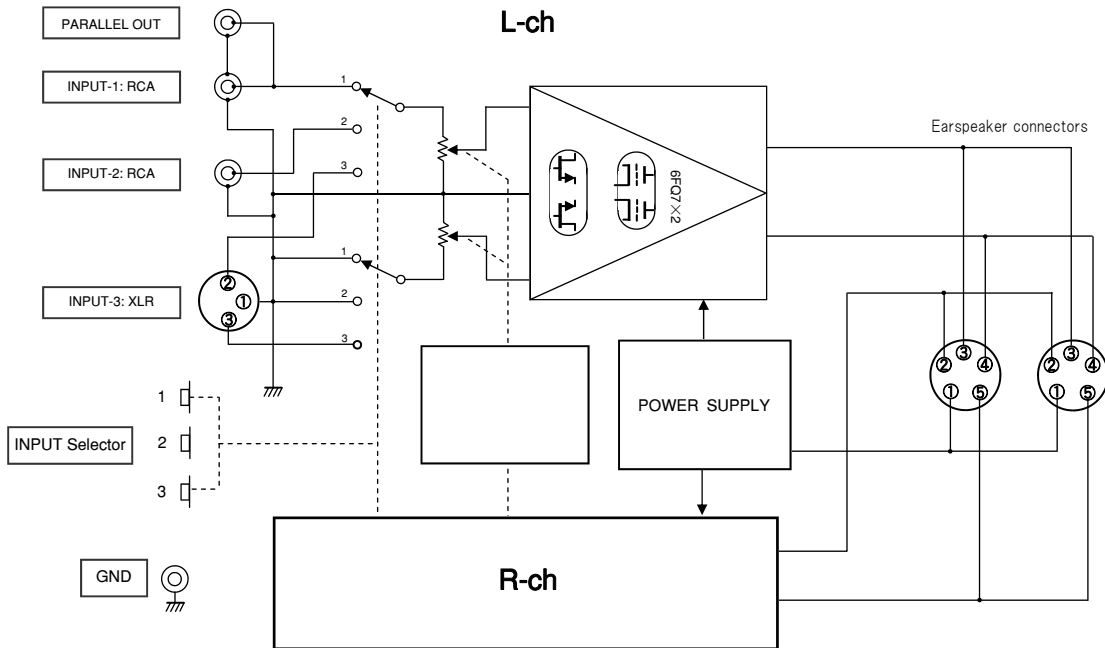 L-ch
PARALLEL OUT
INPUT-1: RCA
INPUT-2: RCA
INPUT-3: XLR
1
2
3
1
2
3
②
①
③
6FQ7×2
Earspeaker connectors
②
③
④
①
⑤
②
③
④
①
⑤
POWER SUPPLY
INPUT Selector
1
2
3
GND
R-ch